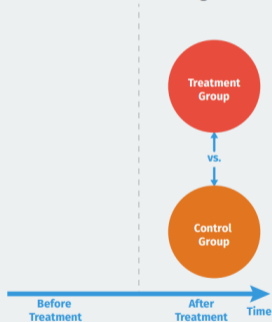 Treatment
Group
vs.
Control
Group
Before
Treatment
After
Treatment
Time